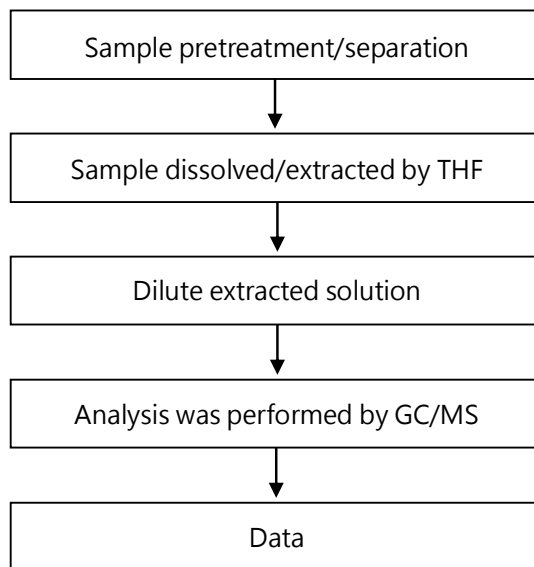 Sample pretreatment/separation
Sample dissolved/extracted by THF
Dilute extracted solution
Analysis was performed by GC/MS
Data